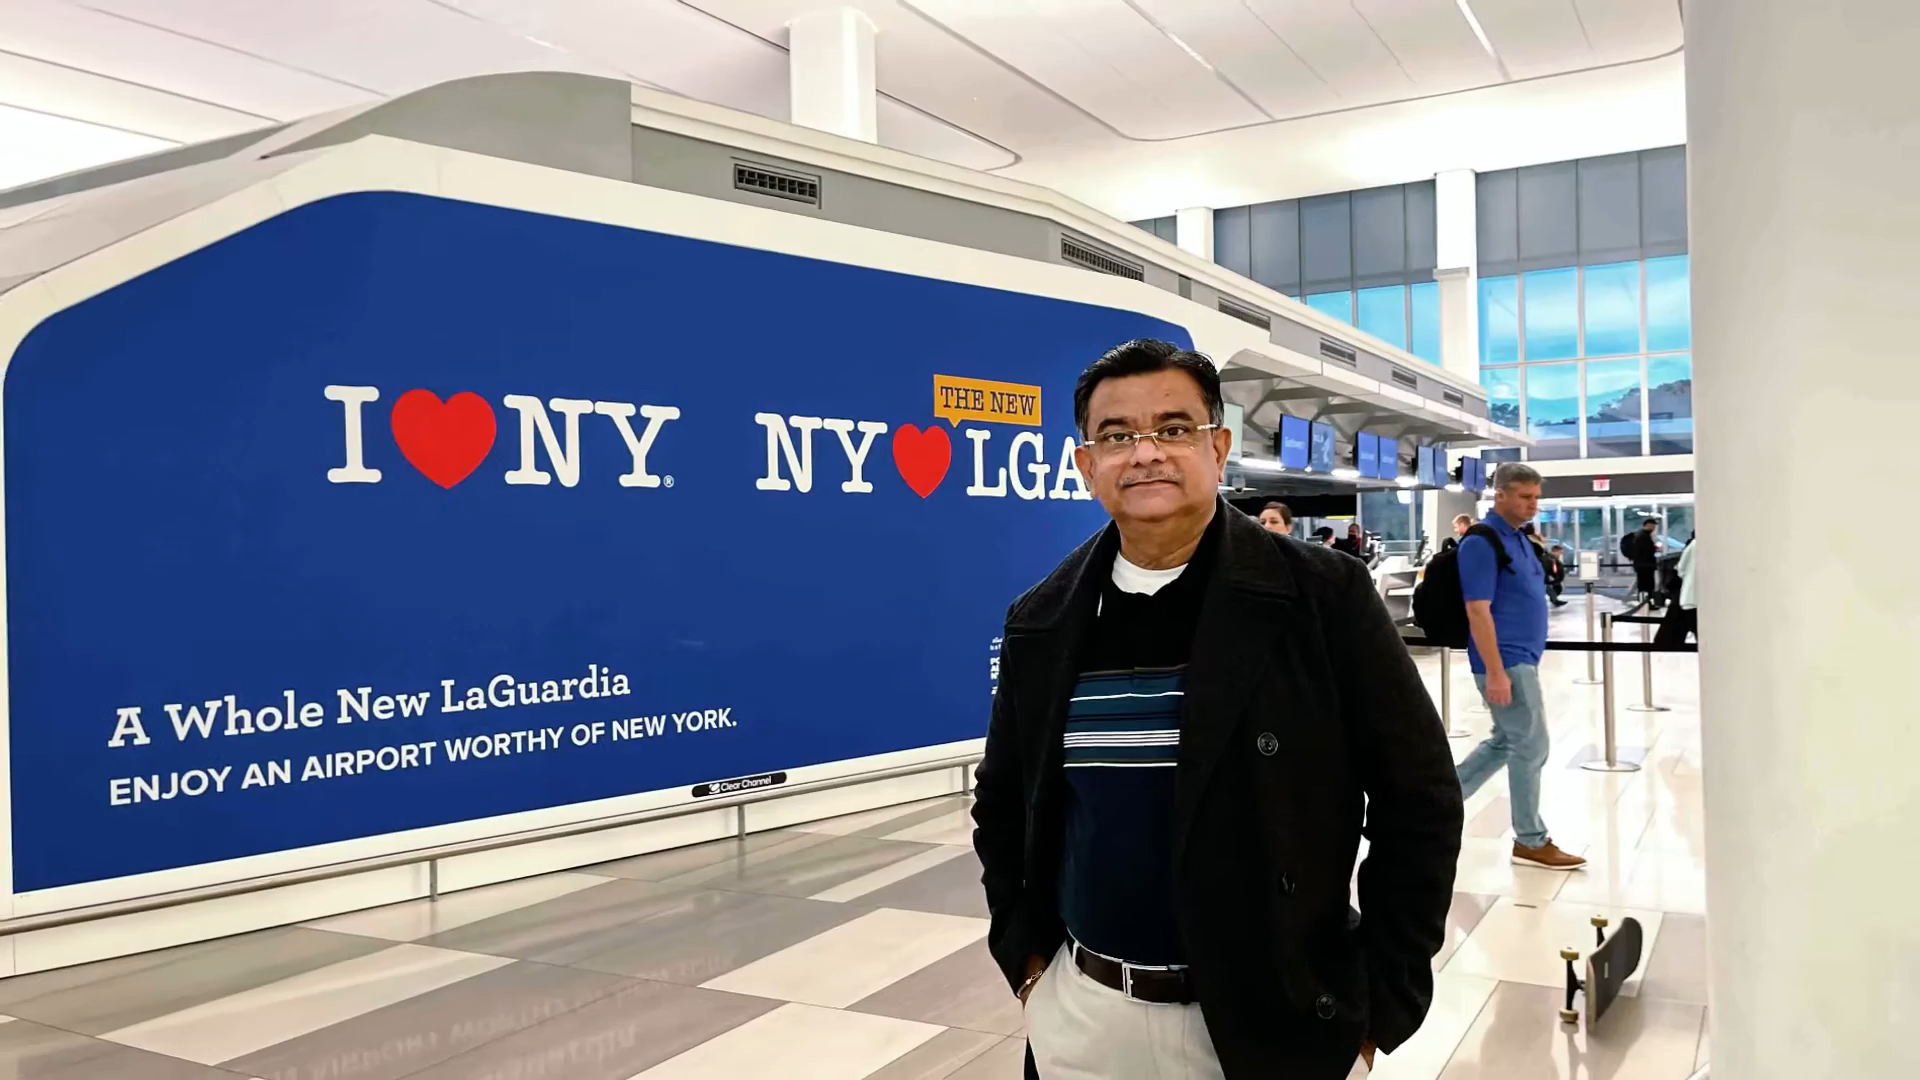 I ❤ NY®
THE NEW
NY ❤ LGA
A Whole New LaGuardia
ENJOY AN AIRPORT WORTHY OF NEW YORK.
Clear Channel